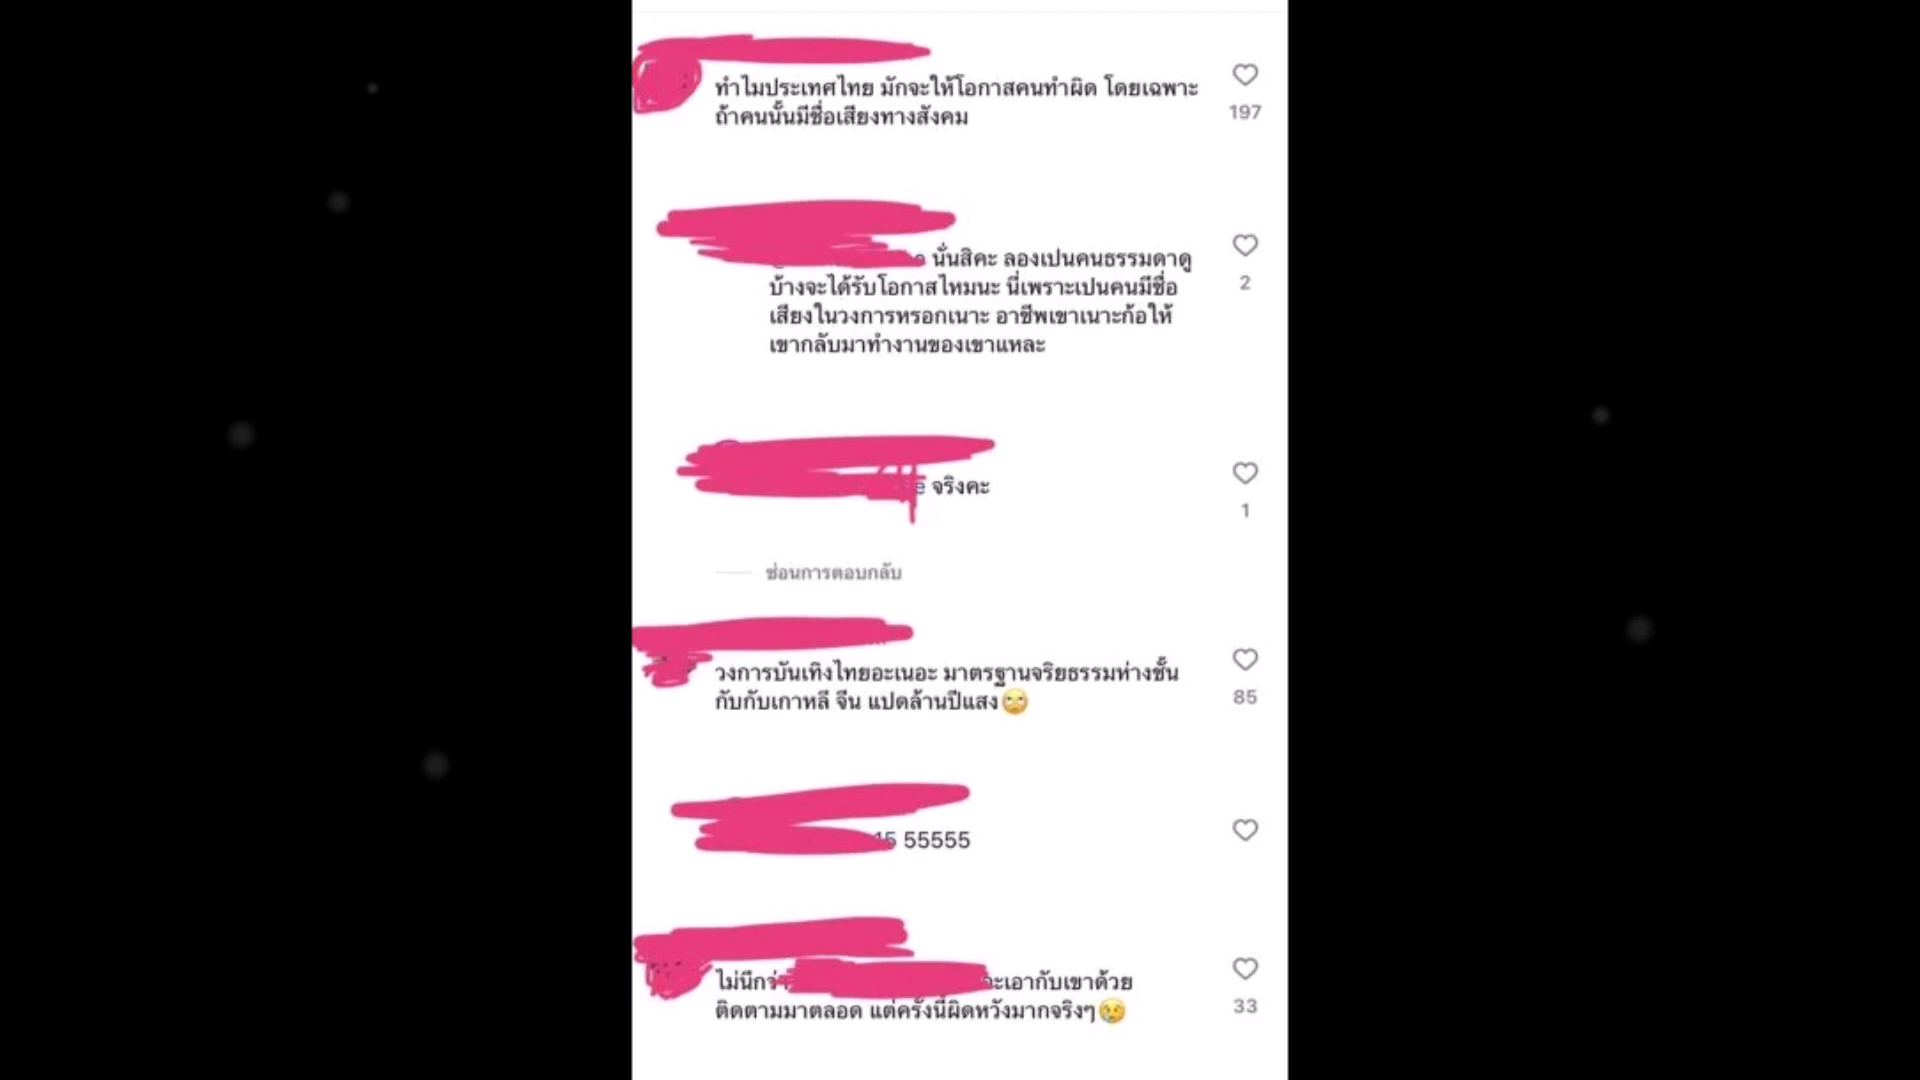 ทำไมประเทศไทย มักจะให้โอกาสคนทำผิด โดยเฉพาะ
ถ้าคนนั้นมีชื่อเสียงทางสังคม
197
นั่นสิคะ ลองเปนคนธรรมดาดู
บ้างจะได้รับโอกาสไหมนะ นี่เพราะเปนคนมีชื่อ
เสียงในวงการหรอกเนาะ อาชีพเขาเนาะก้อให้
เขากลับมาทำงานของเขาแหละ
2
จริงคะ
1
ซ่อนการตอบกลับ
วงการบันเทิงไทยอะเนอะ มาตรฐานจริยธรรมห่างชั้น
กับกับเกาหลี จีน แปดล้านปีแสง🙄
85
15 55555
ไม่นึกว่า จะเอากับเขาด้วย
ติดตามมาตลอด แต่ครั้งนี้ผิดหวังมากจริงๆ😢
33